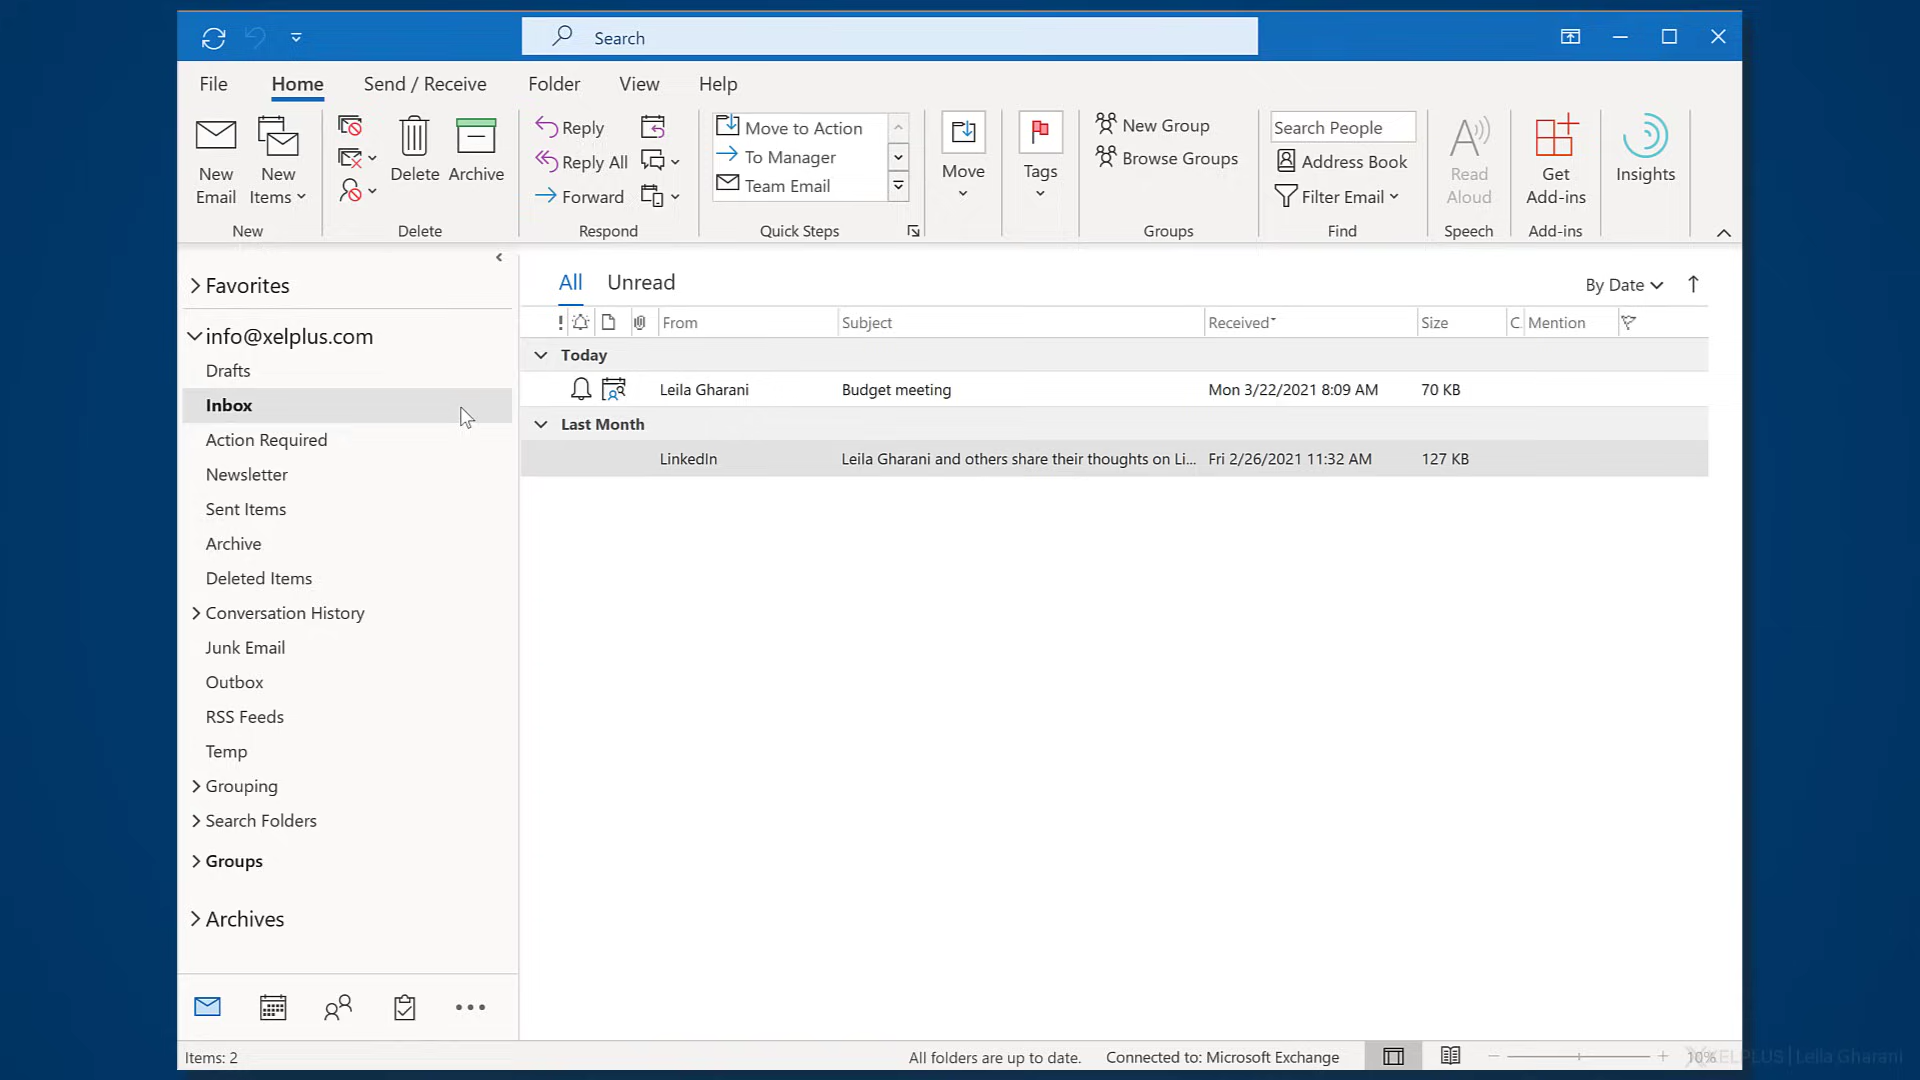 Search
File Home Send / Receive Folder View Help
New Email
New Items
Delete
Archive
Reply
Reply All
Forward
Move to Action
To Manager
Team Email
Move
Tags
New Group
Browse Groups
Search People
Address Book
Filter Email
Read Aloud
Get Add-ins
Insights
New Delete Respond Quick Steps Groups Find Speech Add-ins
Favorites
info@xelplus.com
Drafts
Inbox
Action Required
Newsletter
Sent Items
Archive
Deleted Items
Conversation History
Junk Email
Outbox
RSS Feeds
Temp
Grouping
Search Folders
Groups
Archives
All Unread By Date
! From Subject Received Size C. Mention
Today
Leila Gharani Budget meeting Mon 3/22/2021 8:09 AM 70 KB
Last Month
LinkedIn Leila Gharani and others share their thoughts on Li... Fri 2/26/2021 11:32 AM 127 KB
Items: 2 All folders are up to date. Connected to: Microsoft Exchange 10%
XELPLUS | Leila Gharani